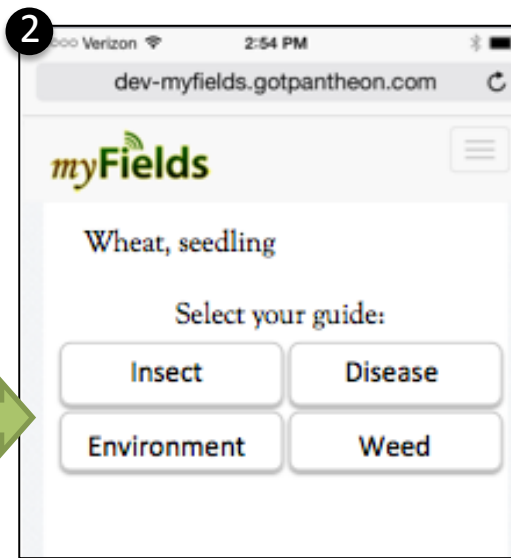 2
Verizon 2:54 PM
dev-myfields.gotpantheon.com
myFields
Wheat, seedling
Select your guide:
Insect Disease
Environment Weed